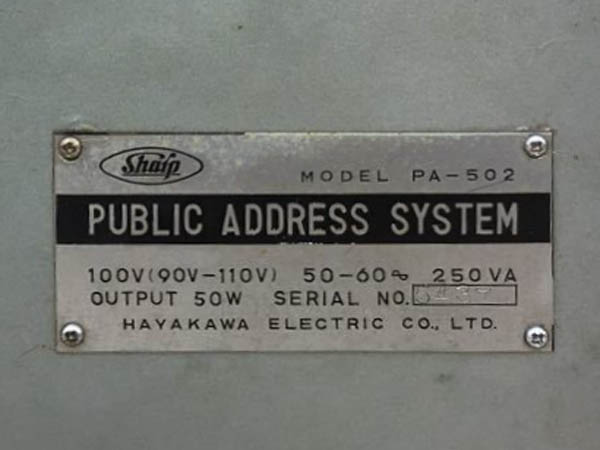 Sharp
MODEL PA-502
PUBLIC ADDRESS SYSTEM
100V(90V-110V) 50-60∿ 250VA
OUTPUT 50W SERIAL NO.
HAYAKAWA ELECTRIC CO., LTD.